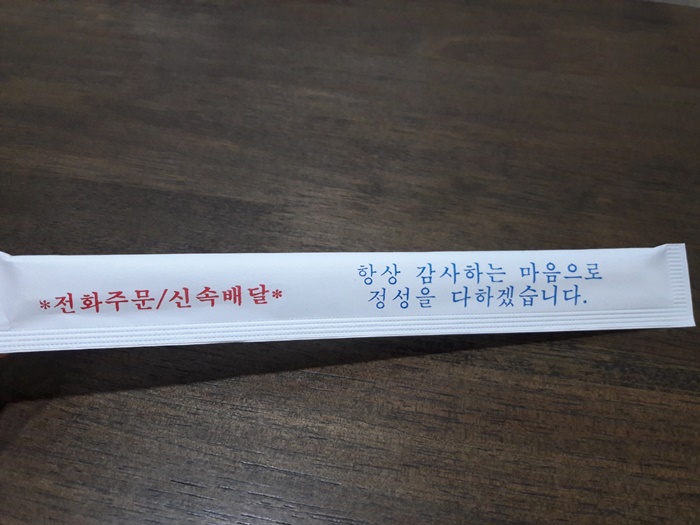 *전화주문/신속배달*
항상 감사하는 마음으로
정성을 다하겠습니다.